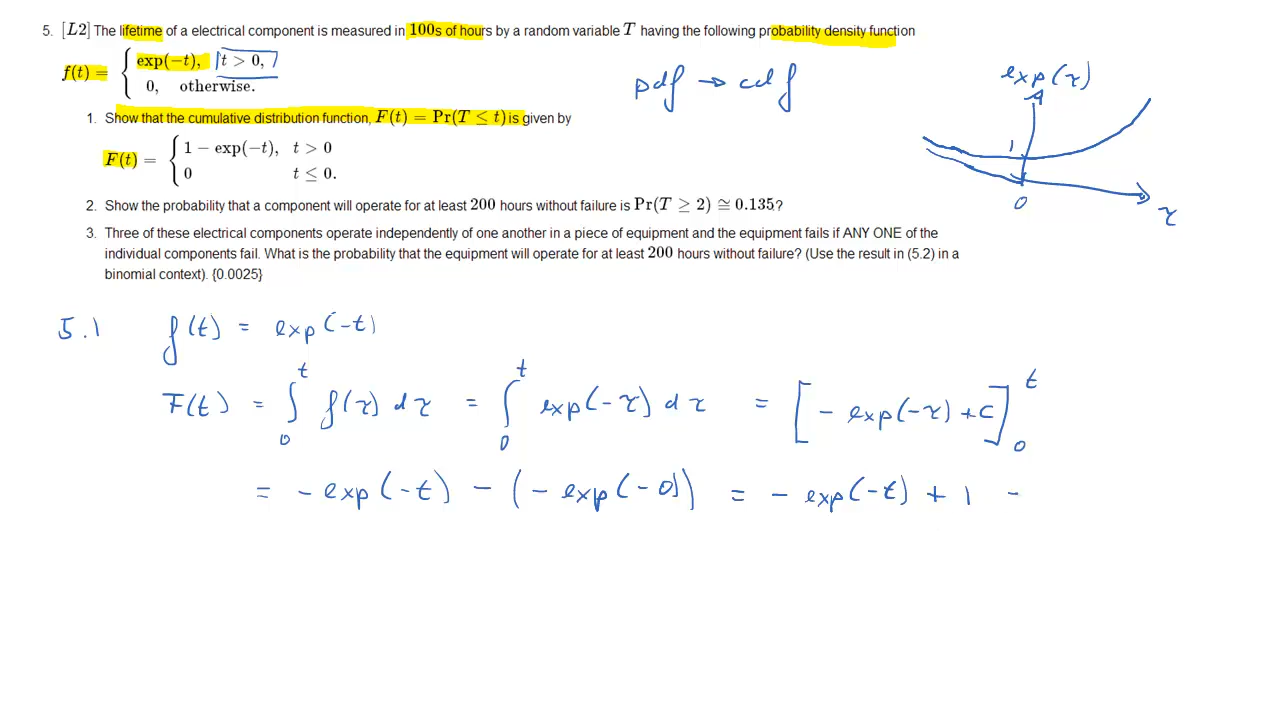 5. [L2] The lifetime of a electrical component is measured in 100s of hours by a random variable T having the following probability density function
f(t) = { exp(−t), t > 0,
0, otherwise.
pdf → cdf
exp(τ)
1
0
τ
1. Show that the cumulative distribution function, F(t) = Pr(T ≤ t) is given by
F(t) = { 1 − exp(−t), t > 0
0 t ≤ 0.
2. Show the probability that a component will operate for at least 200 hours without failure is Pr(T ≥ 2) ≅ 0.135?
3. Three of these electrical components operate independently of one another in a piece of equipment and the equipment fails if ANY ONE of the
individual components fail. What is the probability that the equipment will operate for at least 200 hours without failure? (Use the result in (5.2) in a
binomial context). {0.0025}
5.1 f(t) = exp(-t)
F(t) = ∫₀ᵗ f(τ) dτ = ∫₀ᵗ exp(-τ) dτ = [- exp(-τ) + C]₀ᵗ
= - exp(-t) - (- exp(-0)) = - exp(-t) + 1 -